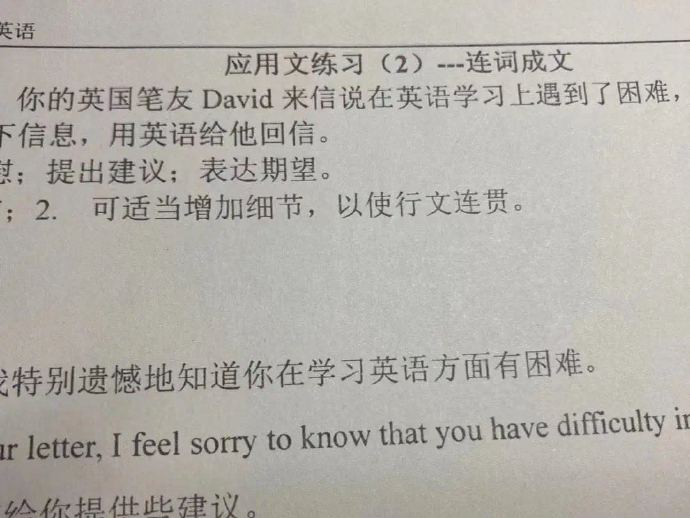 英语
应用文练习（2）---连词成文
你的英国笔友 David 来信说在英语学习上遇到了困难，
下信息，用英语给他回信。
慰；提出建议；表达期望。
；2. 可适当增加细节，以使行文连贯。
我特别遗憾地知道你在学习英语方面有困难。
ur letter, I feel sorry to know that you have difficulty in
给你提供些建议。